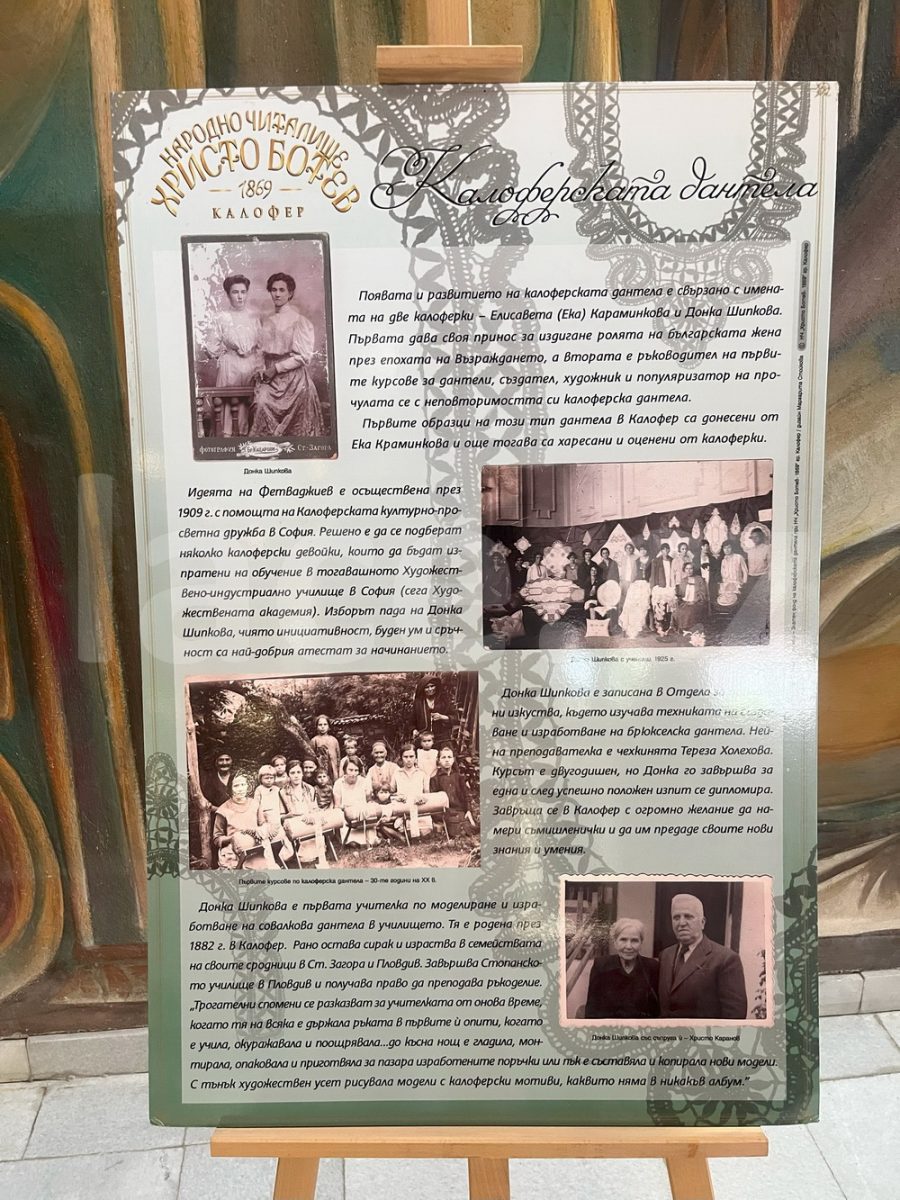 НАРОДНО ЧИТАЛИЩЕ
ХРИСТО БОТЕВ
1869
КАЛОФЕР
Калоферската дантела
Появата и развитието на калоферската дантела е свързано с имена-
та на две калоферки – Елисавета (Ека) Караминкова и Донка Шипкова.
Първата дава своя принос за издигане ролята на българската жена
през епохата на Възраждането, а втората е ръководител на първи-
те курсове за дантели, създател, художник и популяризатор на про-
чулата се с неповторимостта си калоферска дантела.
Първите образци на този тип дантела в Калофер са донесени от
Ека Краминкова и още тогава са харесани и оценени от калоферки.
ФОТОГРАФИЯ
СТ.-ЗАГОРА
Донка Шипкова
Идеята на Фетваджиев е осъществена през
1909 г. с помощта на Калоферската културно-про-
светна дружба в София. Решено е да се подберат
няколко калоферски девойки, които да бъдат из-
пратени на обучение в тогавашното Художест-
вено-индустриално училище в София (сега Худо-
жествената академия). Изборът пада на Донка
Шипкова, чиято инициативност, буден ум и сръч-
ност са най-добрия атестат за начинанието.
Донка Шипкова с ученички, 1925 г.
Донка Шипкова е записана в Отдела за
ни изкуства, където изучава техниката на създа-
ване и изработване на брюкселска дантела. Ней-
на преподавателка е чехкинята Тереза Холехова.
Курсът е двугодишен, но Донка го завършва за
една и след успешно положен изпит се дипломира.
Завръща се в Калофер с огромно желание да на-
мери съмишленички и да им предаде своите нови
знания и умения.
Първите курсове по калоферска дантела – 30-те години на XX в.
Донка Шипкова е първата учителка по моделиране и изра-
ботване на совалкова дантела в училището. Тя е родена през
1882 г. в Калофер. Рано остава сирак и израства в семействата
на своите сродници в Ст. Загора и Пловдив. Завършва Стопанско-
то училище в Пловдив и получава право да преподава ръкоделие.
„Трогателни спомени се разказват за учителката от онова време,
когато тя на всяка е държала ръката в първите ѝ опити, когато
е учила, окуражавала и поощрявала...до късна нощ е гладила, мон-
тирала, опаковала и приготвяла за пазара изработените поръчки или пък е съставяла и копирала нови модели.
С тънък художествен усет рисувала модели с калоферски мотиви, каквито няма в никакъв албум.”
Донка Шипкова със съпруга ѝ – Христо Каранов